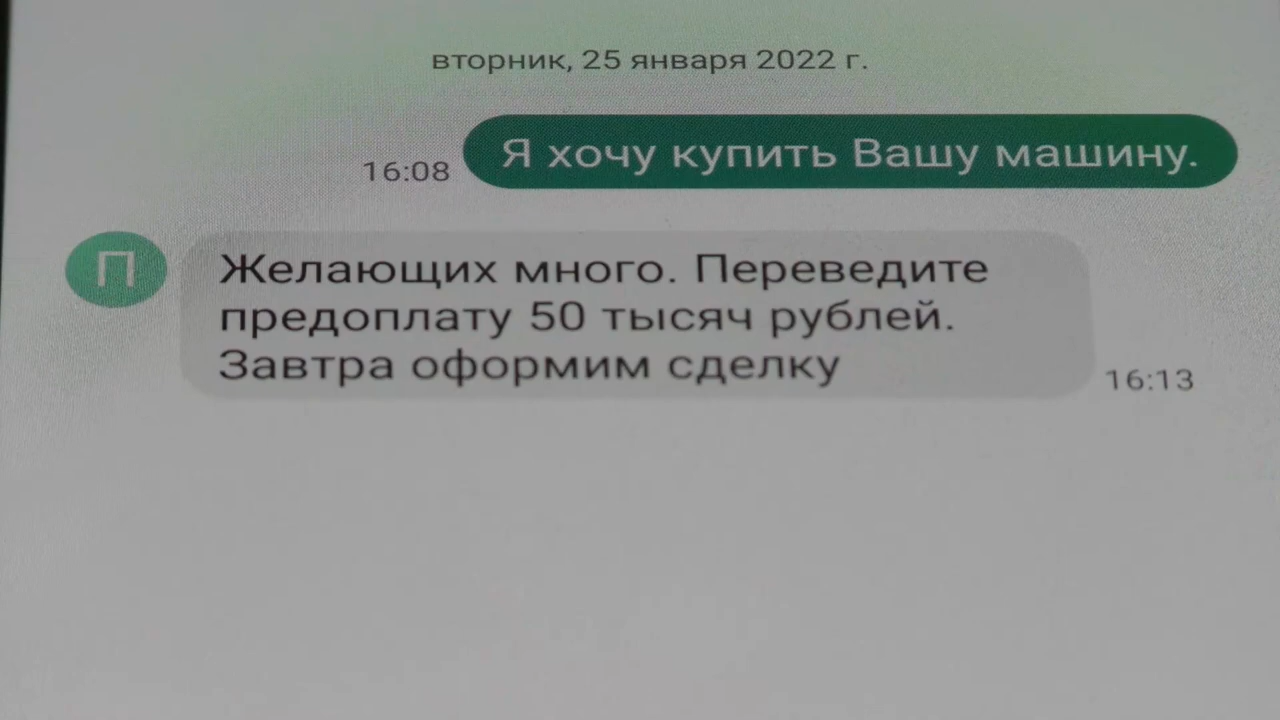 вторник, 25 января 2022 г.
16:08 Я хочу купить Вашу машину.
П
Желающих много. Переведите
предоплату 50 тысяч рублей.
Завтра оформим сделку
16:13